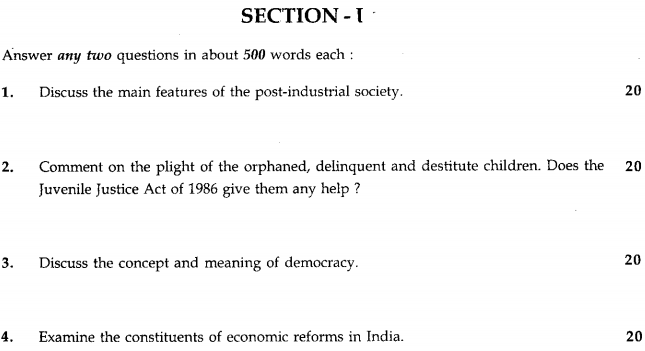 SECTION - I
Answer any two questions in about 500 words each :
1. Discuss the main features of the post-industrial society. 20
2. Comment on the plight of the orphaned, delinquent and destitute children. Does the 20
Juvenile Justice Act of 1986 give them any help ?
3. Discuss the concept and meaning of democracy. 20
4. Examine the constituents of economic reforms in India. 20